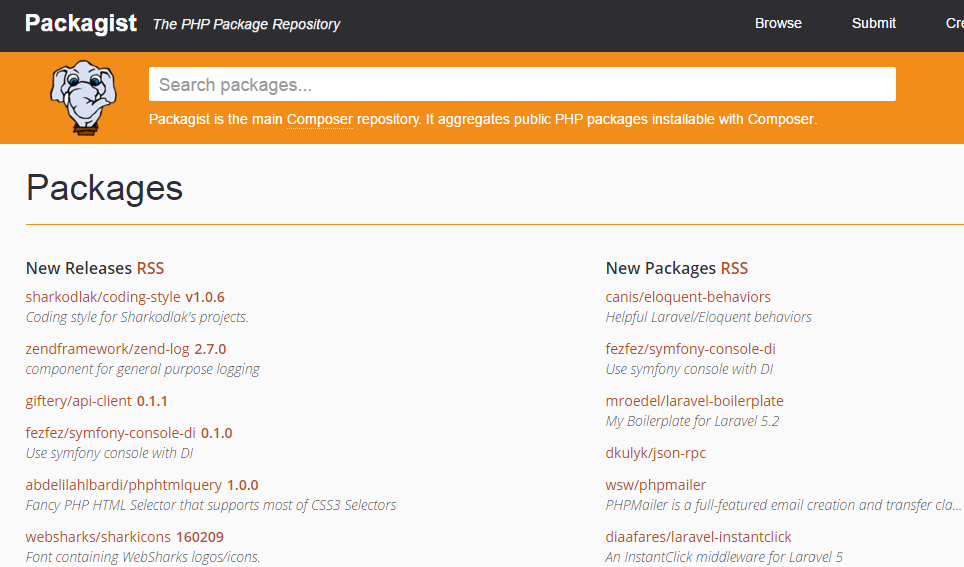 Packagist The PHP Package Repository
Browse Submit
Search packages...
Packagist is the main Composer repository. It aggregates public PHP packages installable with Composer.
Packages
New Releases RSS
sharkodlak/coding-style v1.0.6
Coding style for Sharkodlak's projects.
zendframework/zend-log 2.7.0
component for general purpose logging
giftery/api-client 0.1.1
fezfez/symfony-console-di 0.1.0
Use symfony console with DI
abdelilahlbardi/phphtmlquery 1.0.0
Fancy PHP HTML Selector that supports most of CSS3 Selectors
websharks/sharkicons 160209
Font containing WebSharks logos/icons.
New Packages RSS
canis/eloquent-behaviors
Helpful Laravel/Eloquent behaviors
fezfez/symfony-console-di
Use symfony console with DI
mroedel/laravel-boilerplate
My Boilerplate for Laravel 5.2
dkulyk/json-rpc
wsw/phpmailer
PHPMailer is a full-featured email creation and transfer cla...
diaafares/laravel-instantclick
An InstantClick middleware for Laravel 5